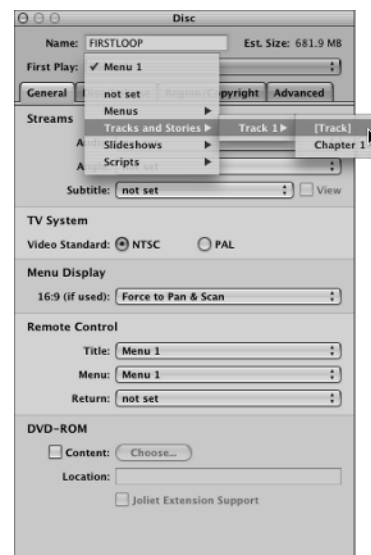 Disc
Name: FIRSTLOOP Est. Size: 681.9 MB
First Play: ✓ Menu 1
General Region/Copyright Advanced
not set
Menus
Streams
Tracks and Stories Track 1 [Track]
Slideshows Chapter 1
Scripts
Subtitle: not set View
TV System
Video Standard: NTSC PAL
Menu Display
16:9 (if used): Force to Pan & Scan
Remote Control
Title: Menu 1
Menu: Menu 1
Return: not set
DVD-ROM
Content: Choose...
Location:
Joliet Extension Support